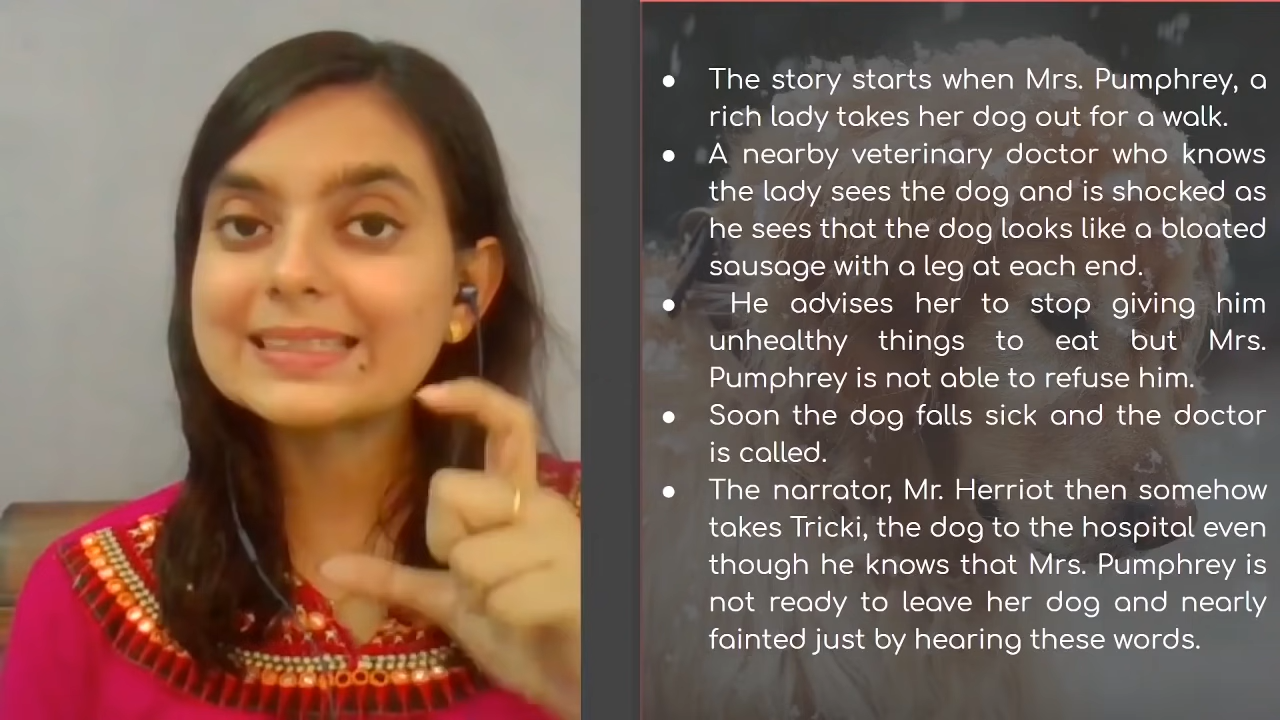 ● The story starts when Mrs. Pumphrey, a
rich lady takes her dog out for a walk.
● A nearby veterinary doctor who knows
the lady sees the dog and is shocked as
he sees that the dog looks like a bloated
sausage with a leg at each end.
● He advises her to stop giving him
unhealthy things to eat but Mrs.
Pumphrey is not able to refuse him.
● Soon the dog falls sick and the doctor
is called.
● The narrator, Mr. Herriot then somehow
takes Tricki, the dog to the hospital even
though he knows that Mrs. Pumphrey is
not ready to leave her dog and nearly
fainted just by hearing these words.